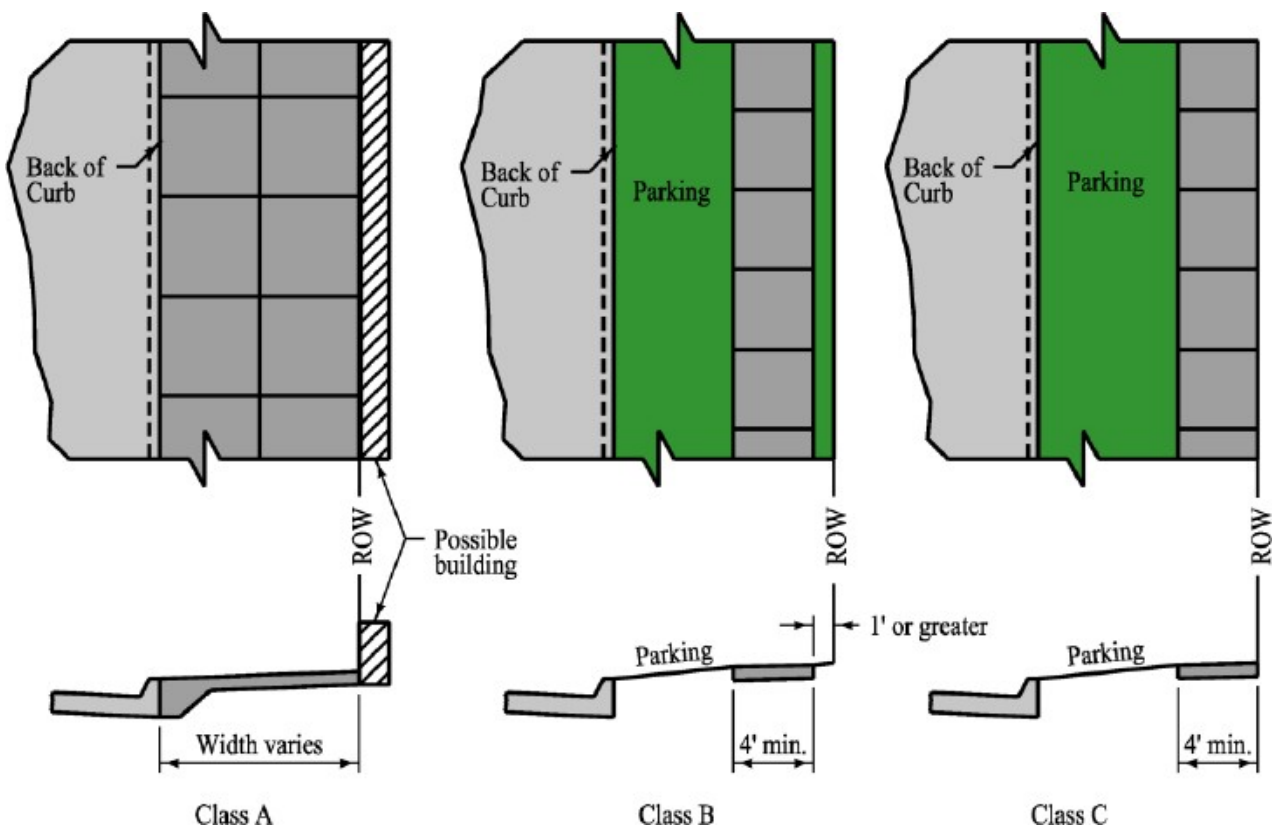 Back of
Curb
Back of
Curb
Parking
Back of
Curb
Parking
ROW
Possible
building
ROW
ROW
1' or greater
Parking
Parking
Width varies
4' min.
4' min.
Class A
Class B
Class C